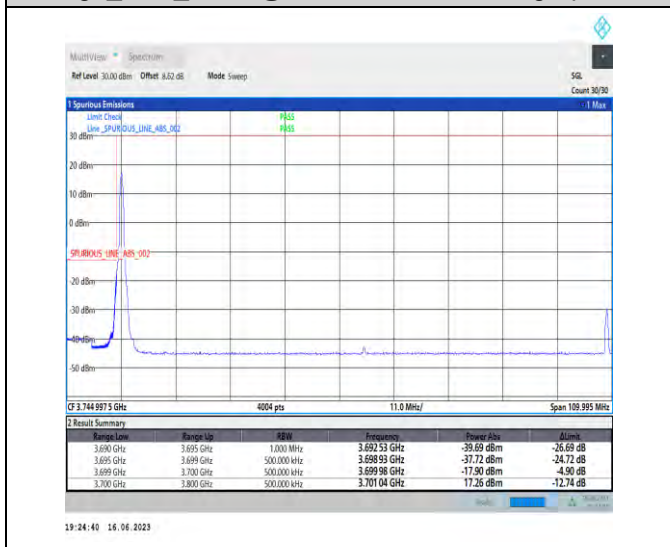 MultiView Spectrum
Ref Level 30.00 dBm Offset 8.62 dB Mode Sweep SGL
Count 30/30
1 Spurious Emissions 1 Max
Limit Check PASS
Line _SPURIOUS_LINE_ABS_002 PASS
30 dBm
20 dBm
10 dBm
0 dBm
_SPURIOUS_LINE_ABS_002
-20 dBm
-30 dBm
-40 dBm
-50 dBm
CF 3.744 997 5 GHz 4004 pts 11.0 MHz/ Span 109.995 MHz
2 Result Summary
Range Low Range Up RBW Frequency Power Abs ΔLimit
3.690 GHz 3.695 GHz 1.000 MHz 3.692 53 GHz -39.69 dBm -26.69 dB
3.695 GHz 3.699 GHz 500.000 kHz 3.698 93 GHz -37.72 dBm -24.72 dB
3.699 GHz 3.700 GHz 500.000 kHz 3.699 98 GHz -17.90 dBm -4.90 dB
3.700 GHz 3.800 GHz 500.000 kHz 3.701 04 GHz 17.26 dBm -12.74 dB
19:24:40 16.06.2023